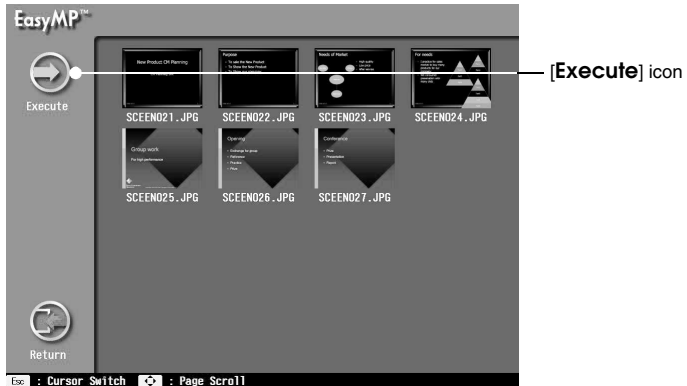 EasyMP™
Execute
[Execute] icon
New Product CM Planning
Purpose
Needs of Market
For needs
SCEEN021.JPG
SCEEN022.JPG
SCEEN023.JPG
SCEEN024.JPG
Group work
For high performance
Opening
Conference
SCEEN025.JPG
SCEEN026.JPG
SCEEN027.JPG
Return
Esc : Cursor Switch : Page Scroll